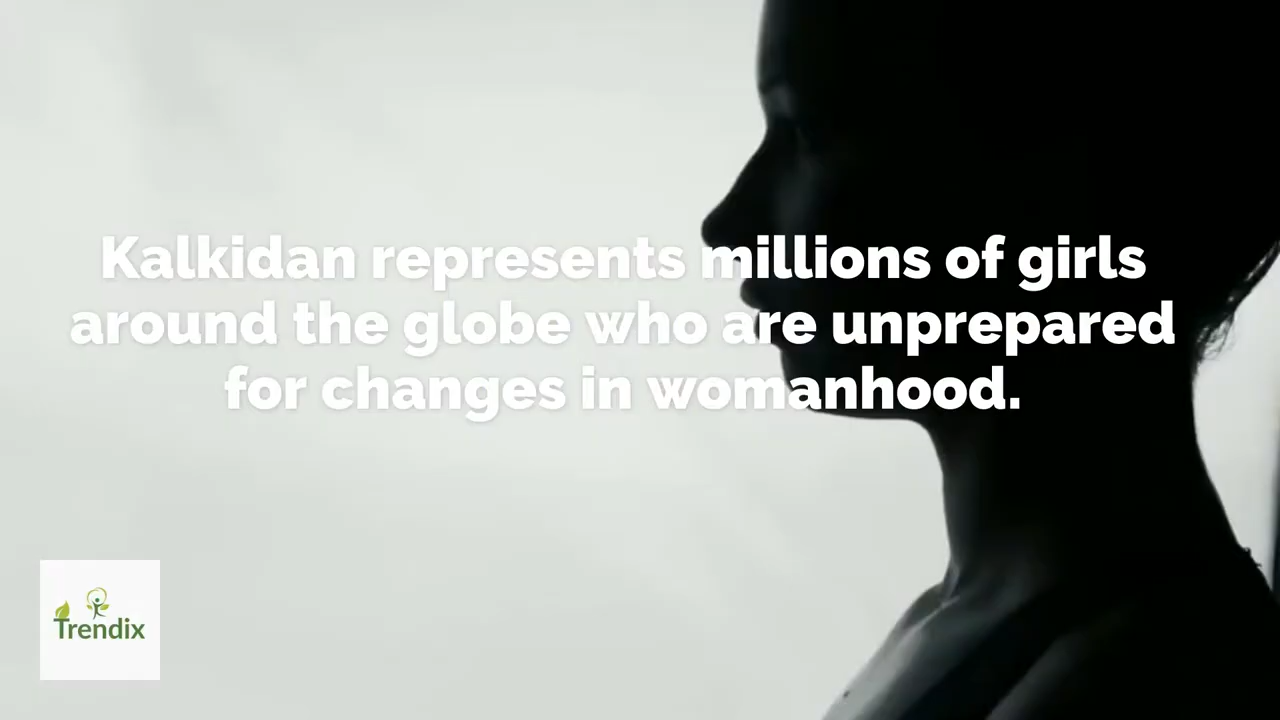 Kalkidan represents millions of girls
around the globe who are unprepared
for changes in womanhood.
Trendix